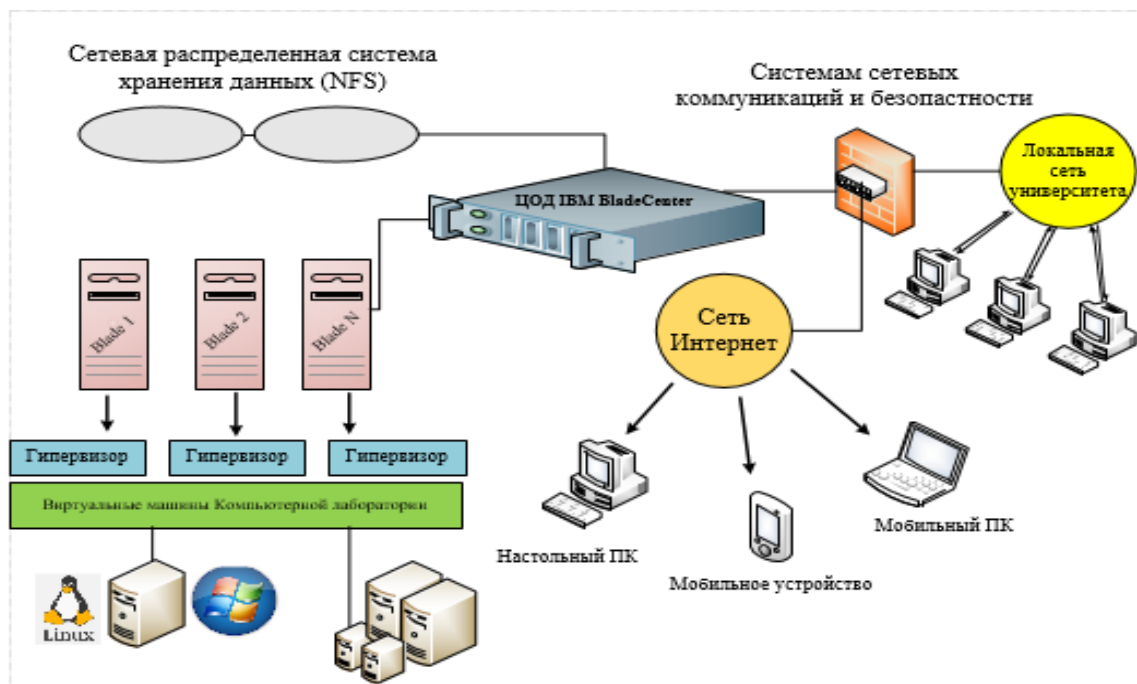 Сетевая распределенная система
хранения данных (NFS)
Системам сетевых
коммуникаций и безопастности
Локальная
сеть
университета
ЦОД IBM BladeCenter
Blade 1
Blade 2
Blade N
Сеть
Интернет
Гипервизор
Гипервизор
Гипервизор
Виртуальные машины Компьютерной лаборатории
Настольный ПК
Мобильное устройство
Мобильный ПК
Linux